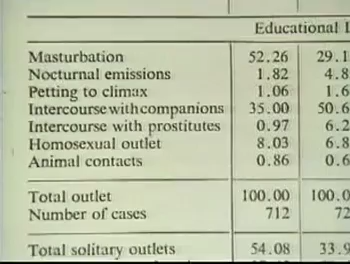 Educational
Masturbation 52.26 29.1
Nocturnal emissions 1.82 4.8
Petting to climax 1.06 1.6
Intercourse with companions 35.00 50.6
Intercourse with prostitutes 0.97 6.2
Homosexual outlet 8.03 6.8
Animal contacts 0.86 0.6
Total outlet 100.00 100.0
Number of cases 712 72
Total solitary outlets 54.08 33.9